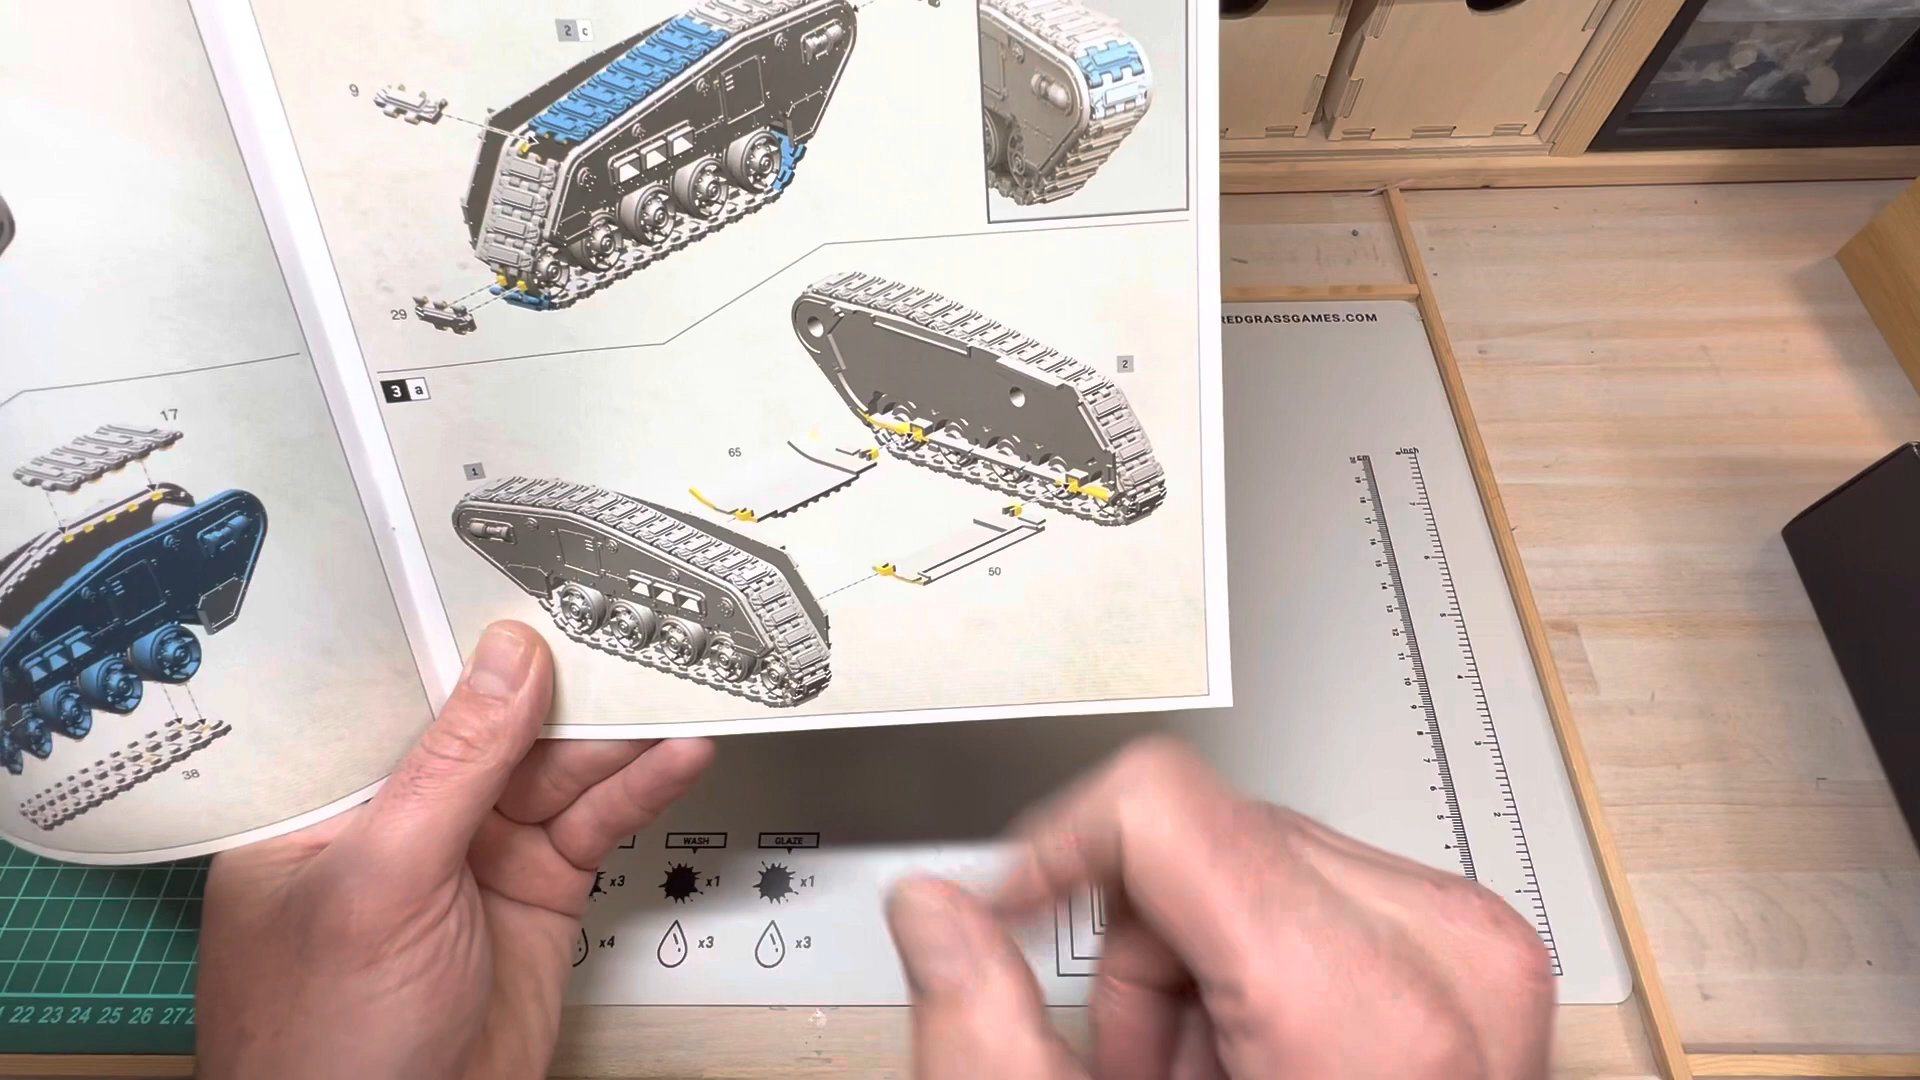 2 c
9
29
17
38
3 a
1
65
50
2
REDGRASSGAMES.COM
WASH
GLAZE
x3
x1
x1
x4
x3
x3
22 23 24 25 26 27
inch